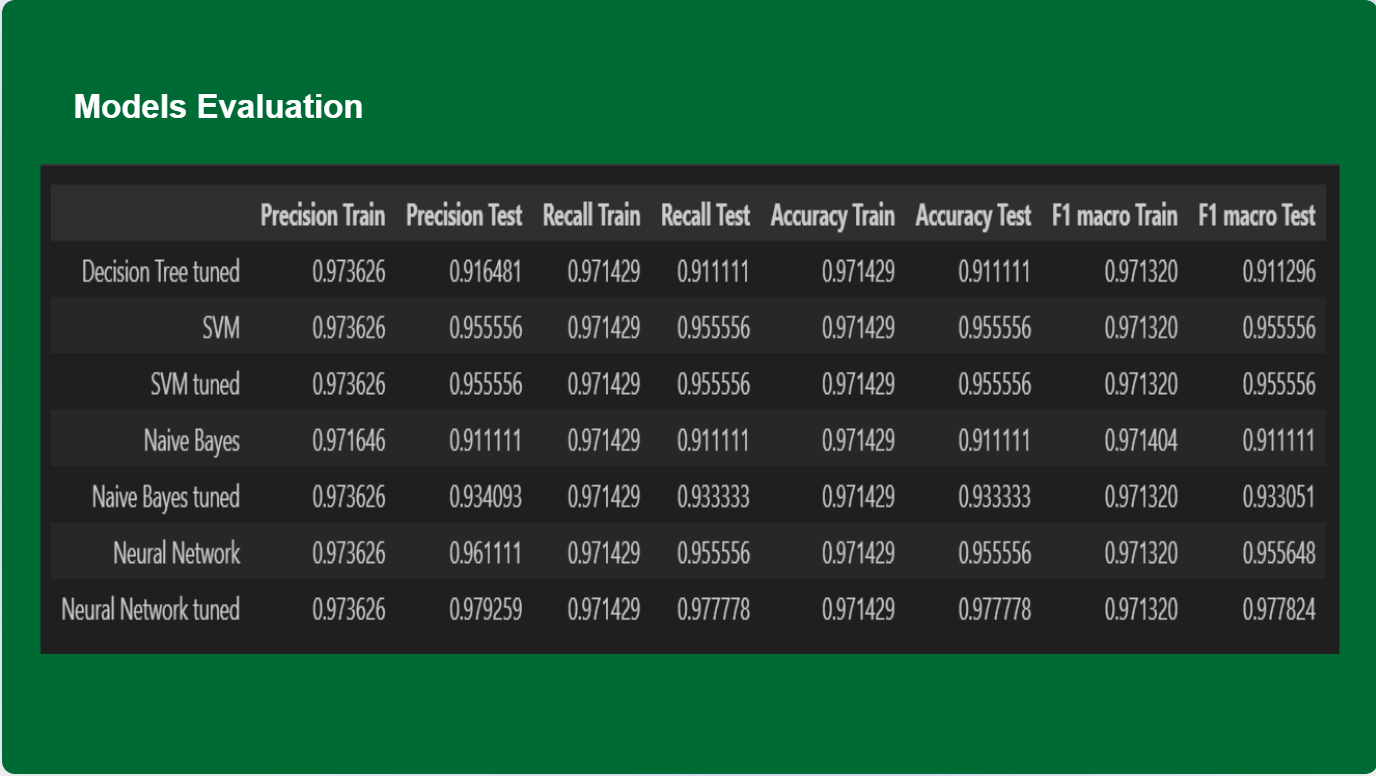 Models Evaluation
Precision Train Precision Test Recall Train Recall Test Accuracy Train Accuracy Test F1 macro Train F1 macro Test
Decision Tree tuned 0.973626 0.916481 0.971429 0.911111 0.971429 0.911111 0.971320 0.911296
SVM 0.973626 0.955556 0.971429 0.955556 0.971429 0.955556 0.971320 0.955556
SVM tuned 0.973626 0.955556 0.971429 0.955556 0.971429 0.955556 0.971320 0.955556
Naive Bayes 0.971646 0.911111 0.971429 0.911111 0.971429 0.911111 0.971404 0.911111
Naive Bayes tuned 0.973626 0.934093 0.971429 0.933333 0.971429 0.933333 0.971320 0.933051
Neural Network 0.973626 0.961111 0.971429 0.955556 0.971429 0.955556 0.971320 0.955648
Neural Network tuned 0.973626 0.979259 0.971429 0.977778 0.971429 0.977778 0.971320 0.977824